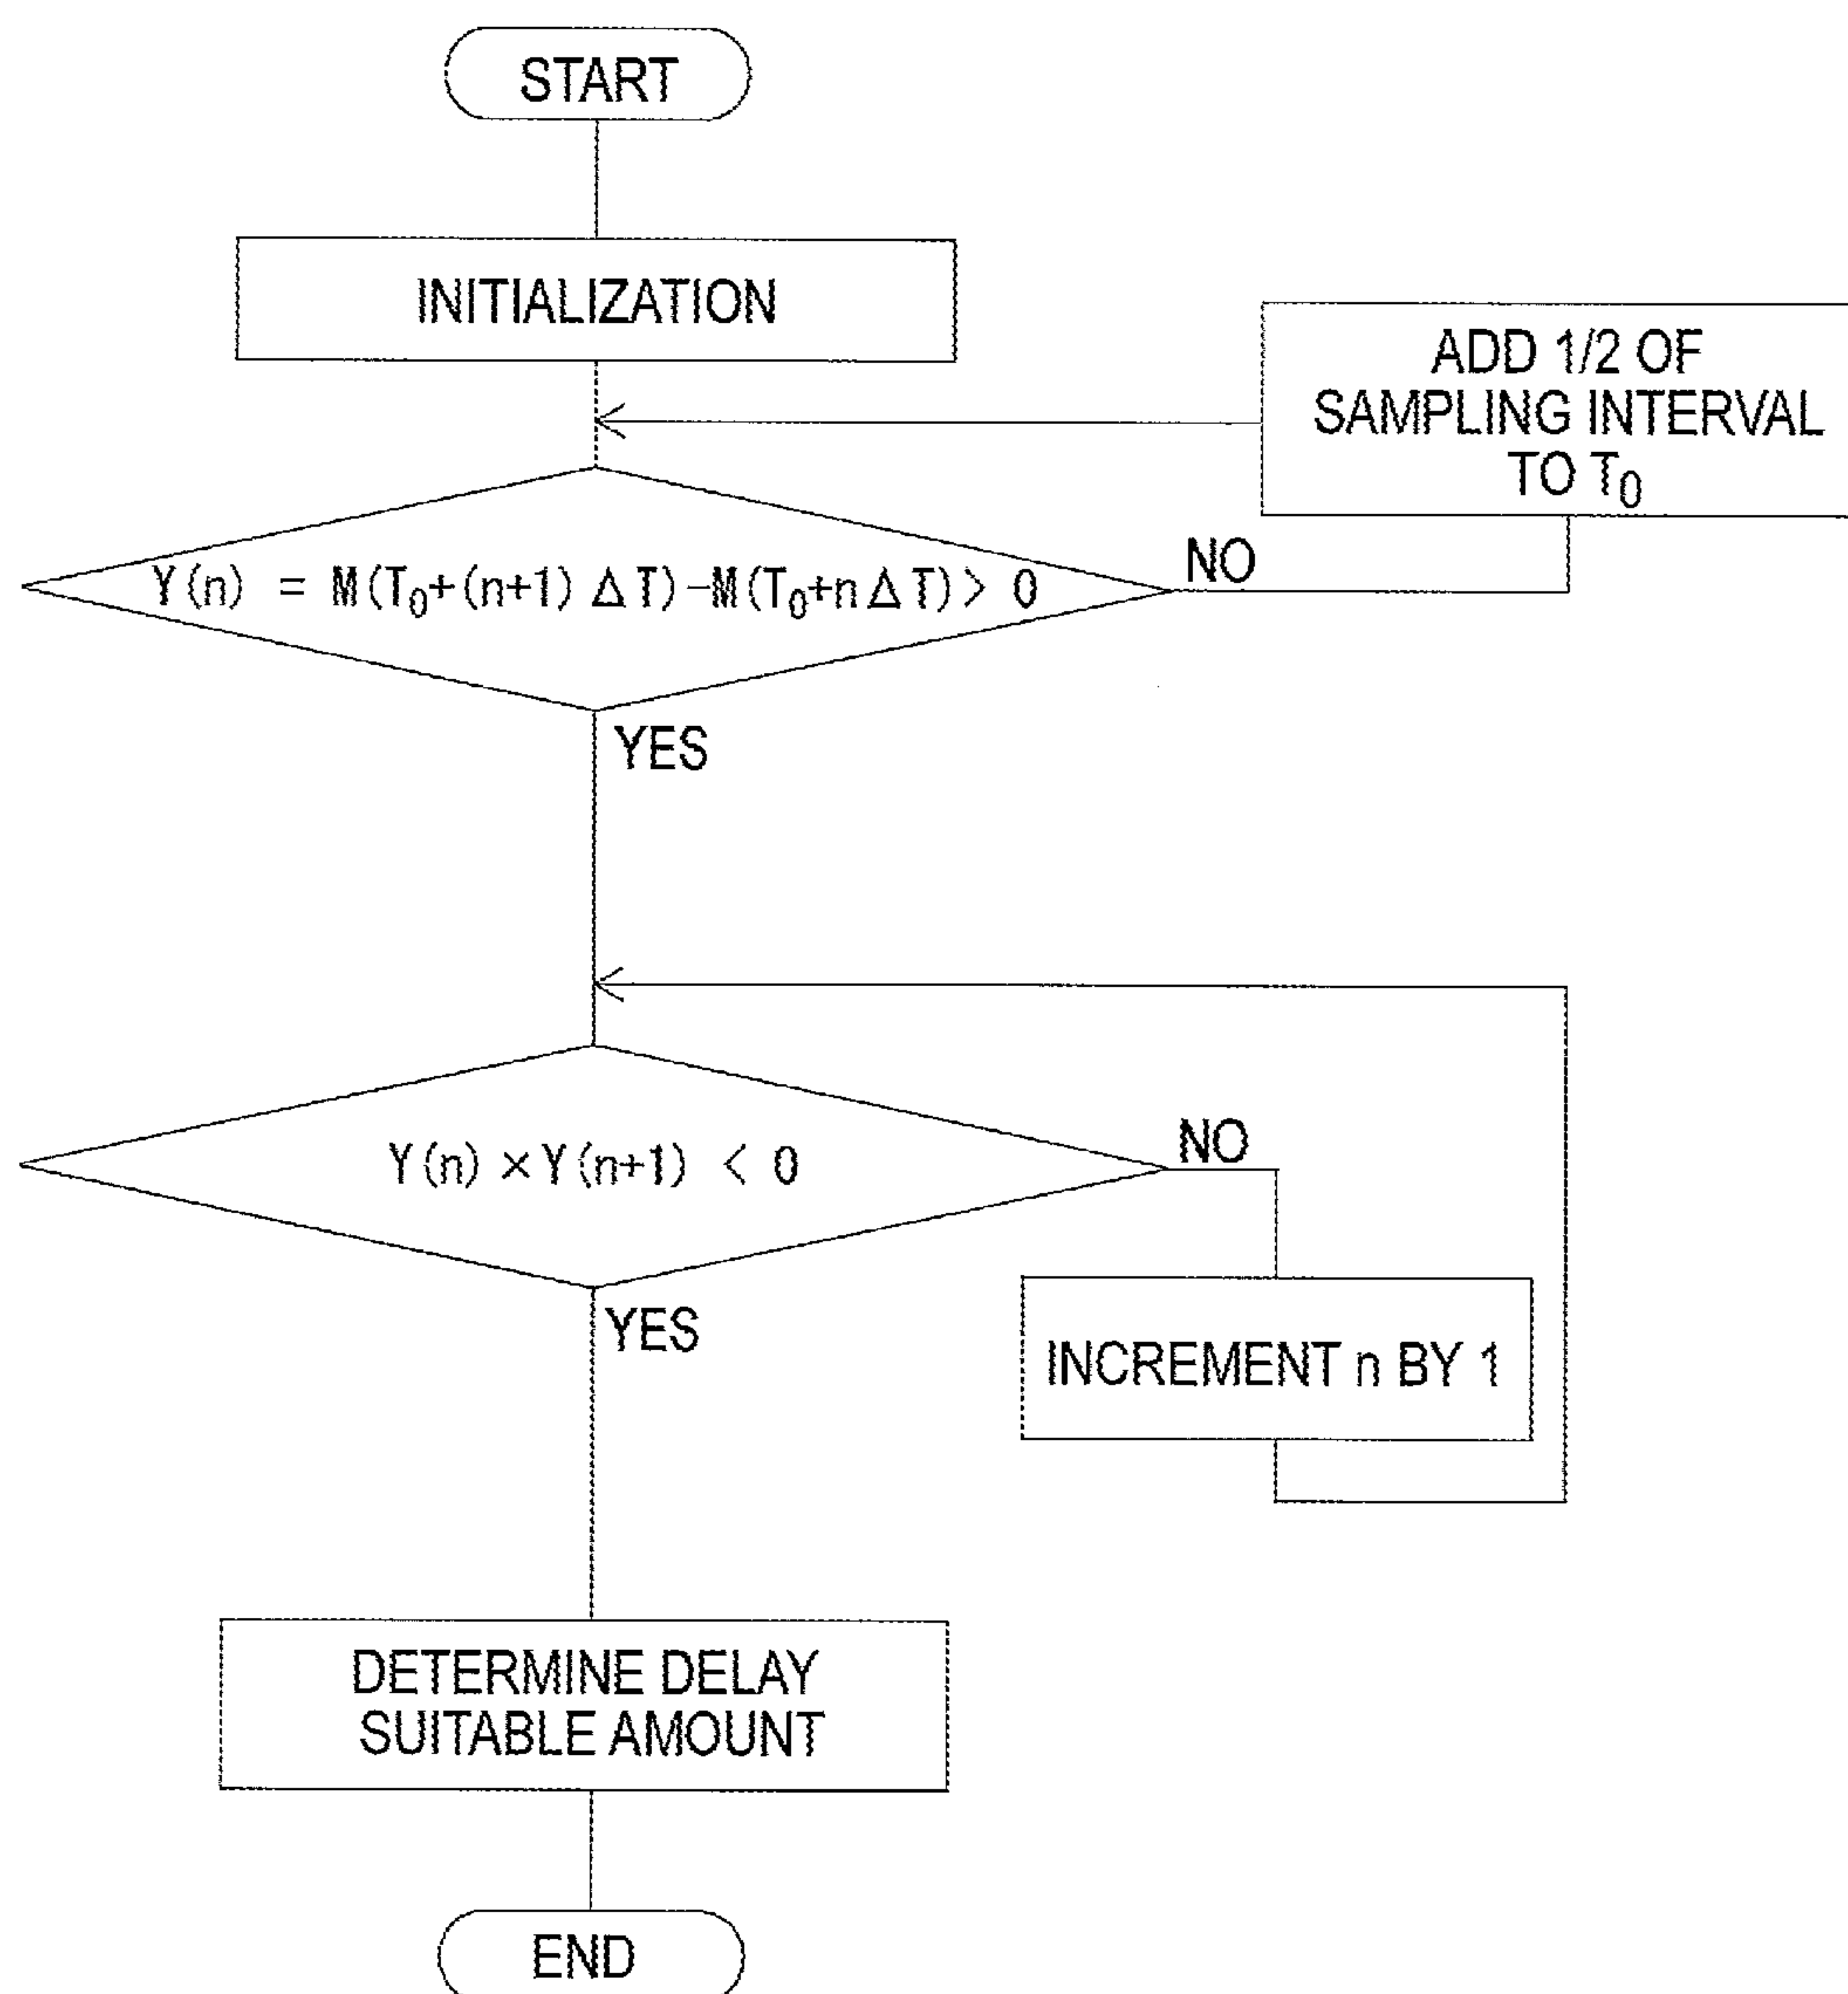 START
INITIALIZATION
ADD 1/2 OF
SAMPLING INTERVAL
TO T₀
Y(n) = M(T₀+(n+1)ΔT)-M(T₀+nΔT)> 0
NO
YES
Y(n)×Y(n+1) < 0
NO
YES
INCREMENT n BY 1
DETERMINE DELAY
SUITABLE AMOUNT
END